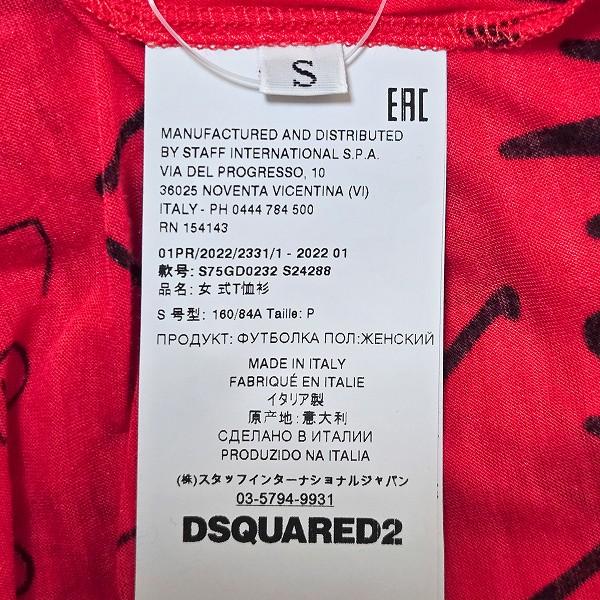 S
EAC
MANUFACTURED AND DISTRIBUTED
BY STAFF INTERNATIONAL S.P.A.
VIA DEL PROGRESSO, 10
36025 NOVENTA VICENTINA (VI)
ITALY - PH 0444 784 500
RN 154143
01PR/2022/2331/1 - 2022 01
款号: S75GD0232 S24288
品名: 女 式T恤衫
S 号型: 160/84A Taille: P
ПРОДУКТ: ФУТБОЛКА ПОЛ:ЖЕНСКИЙ
MADE IN ITALY
FABRIQUÉ EN ITALIE
イタリア製
原产地: 意大利
СДЕЛАНО В ИТАЛИИ
PRODUZIDO NA ITALIA
(株)スタッフインターナショナルジャパン
03-5794-9931
DSQUARED2